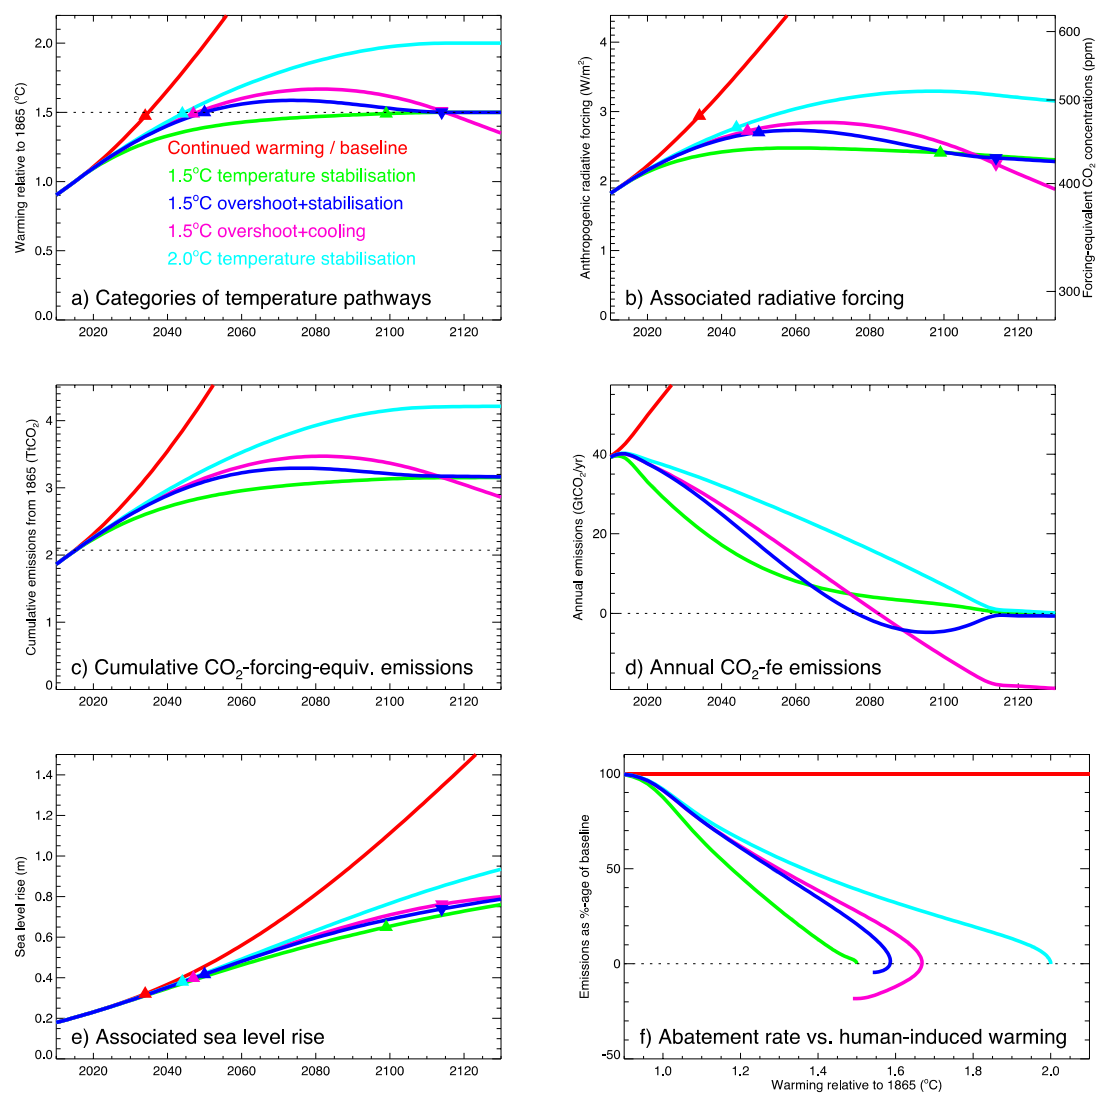 Warming relative to 1865 (°C)
2.0
1.5
1.0
0.5
0.0
Continued warming / baseline
1.5°C temperature stabilisation
1.5°C overshoot+stabilisation
1.5°C overshoot+cooling
2.0°C temperature stabilisation
a) Categories of temperature pathways
2020 2040 2060 2080 2100 2120
Anthropogenic radiative forcing (W/m²)
4
3
2
1
0
b) Associated radiative forcing
2020 2040 2060 2080 2100 2120
600
500
400
300
Forcing-equivalent CO₂ concentrations (ppm)
Cumulative emissions from 1865 (TtCO₂)
4
3
2
1
0
c) Cumulative CO₂-forcing-equiv. emissions
2020 2040 2060 2080 2100 2120
Annual emissions (GtCO₂/yr)
40
20
0
d) Annual CO₂-fe emissions
2020 2040 2060 2080 2100 2120
Sea level rise (m)
1.4
1.2
1.0
0.8
0.6
0.4
0.2
0.0
e) Associated sea level rise
2020 2040 2060 2080 2100 2120
Emissions as %-age of baseline
100
50
0
-50
f) Abatement rate vs. human-induced warming
1.0 1.2 1.4 1.6 1.8 2.0
Warming relative to 1865 (°C)